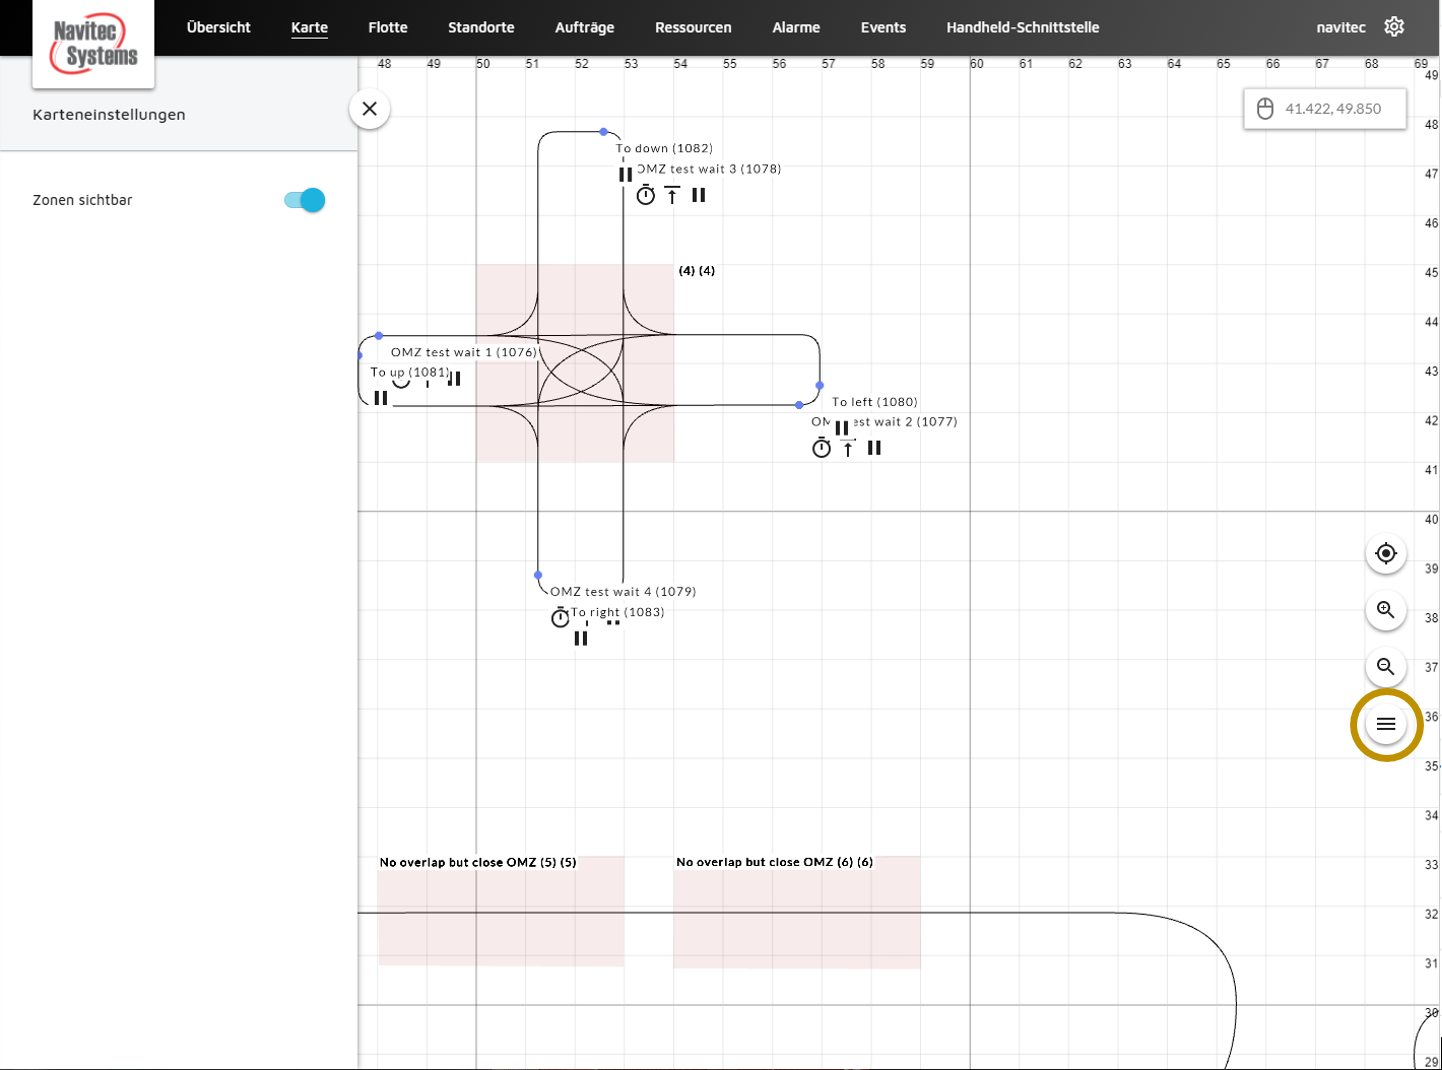 Navitec
Systems
Übersicht Karte Flotte Standorte Aufträge Ressourcen Alarme Events Handheld-Schnittstelle navitec
48 49 50 51 52 53 54 55 56 57 58 59 60 61 62 63 64 65 66 67 68 69
Karteneinstellungen
Zonen sichtbar
41.422, 49.850
49
48
47
46
45
44
43
42
41
40
39
38
37
36
35
34
33
32
31
30
29
To down (1082)
OMZ test wait 3 (1078)
(4) (4)
OMZ test wait 1 (1076)
To up (1081)
To left (1080)
test wait 2 (1077)
OMZ test wait 4 (1079)
To right (1083)
No overlap but close OMZ (5) (5)
No overlap but close OMZ (6) (6)